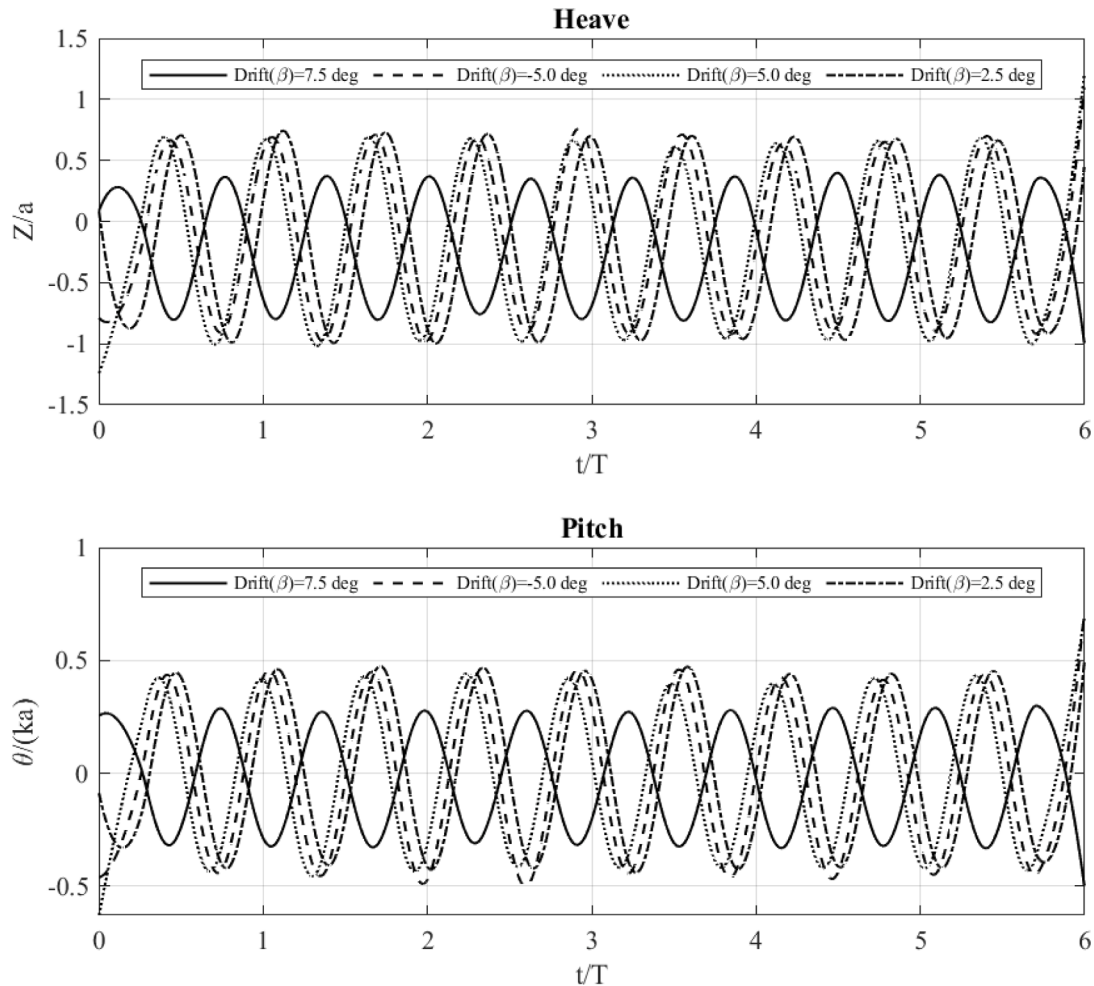 Heave
1.5
Drift(β)=7.5 deg Drift(β)=-5.0 deg Drift(β)=5.0 deg Drift(β)=2.5 deg
1
0.5
0
-0.5
-1
-1.5
Z/a
0 1 2 3 4 5 6
t/T
Pitch
1
Drift(β)=7.5 deg Drift(β)=-5.0 deg Drift(β)=5.0 deg Drift(β)=2.5 deg
0.5
0
-0.5
θ/(ka)
0 1 2 3 4 5 6
t/T